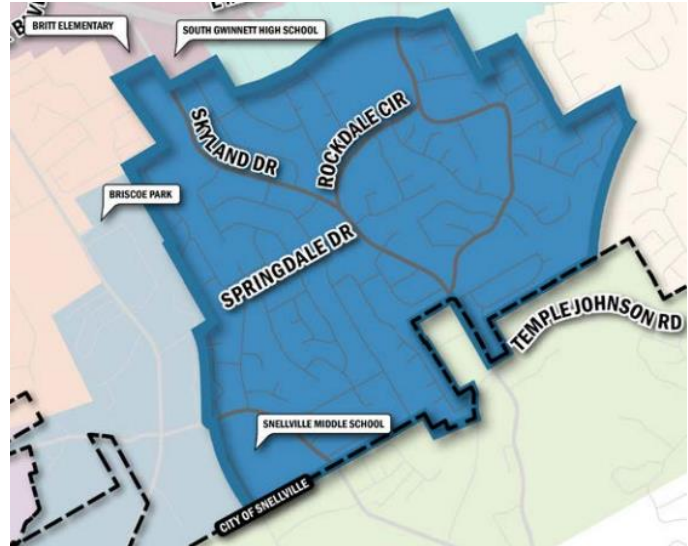 BRITT ELEMENTARY
SOUTH GWINNETT HIGH SCHOOL
SKYLAND DR
ROCKDALE CIR
BRISCOE PARK
SPRINGDALE DR
TEMPLE JOHNSON RD
SNELLVILLE MIDDLE SCHOOL
CITY OF SNELLVILLE